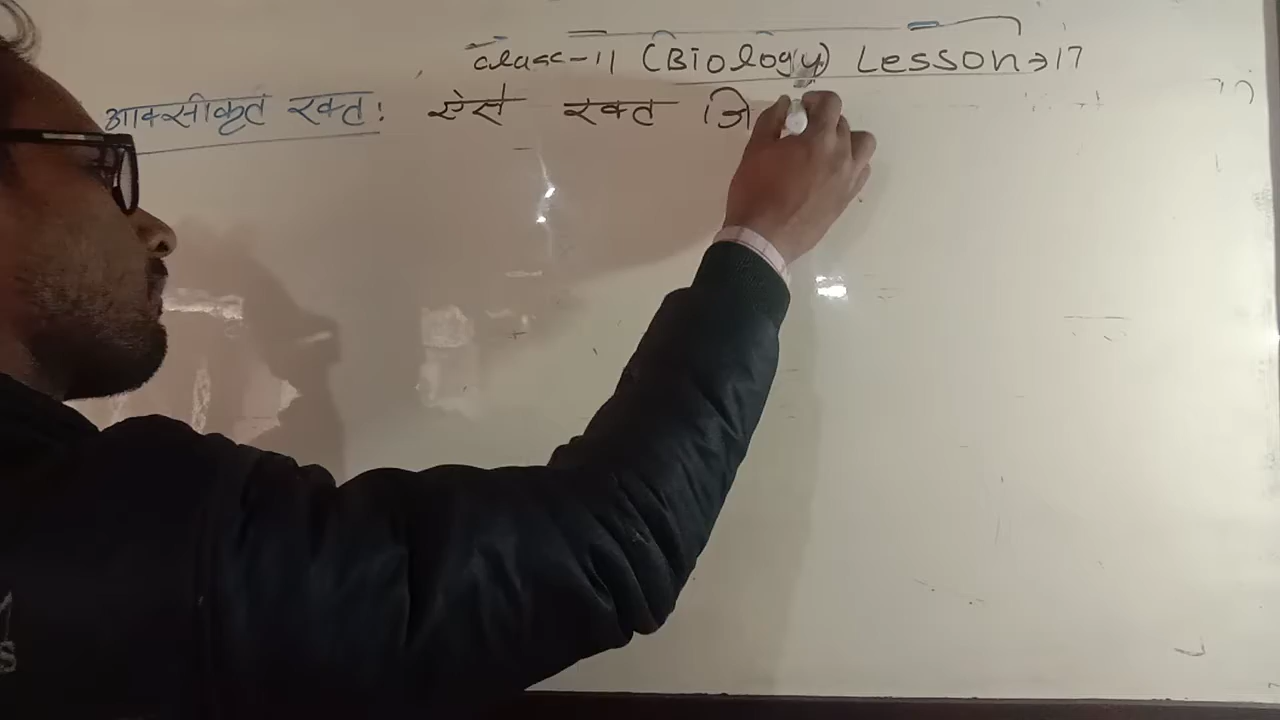 class-11 (Biology) Lesson→17
आक्सीकृत रक्त: ऐसे रक्त जि